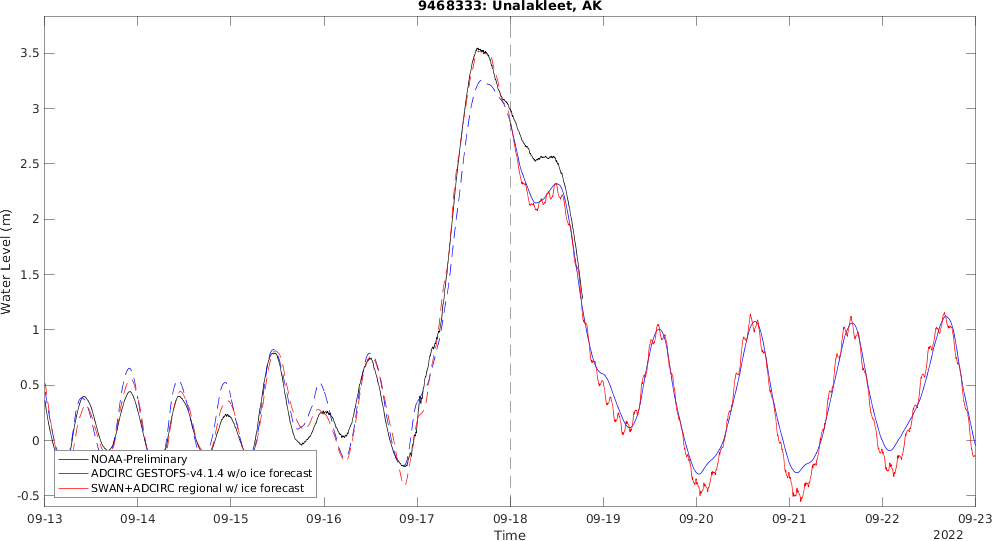 9468333: Unalakleet, AK
3.5
3
2.5
2
1.5
1
0.5
0
-0.5
Water Level (m)
NOAA-Preliminary
ADCIRC GESTOFS-v4.1.4 w/o ice forecast
SWAN+ADCIRC regional w/ ice forecast
09-13 09-14 09-15 09-16 09-17 09-18 09-19 09-20 09-21 09-22 09-23
Time
2022